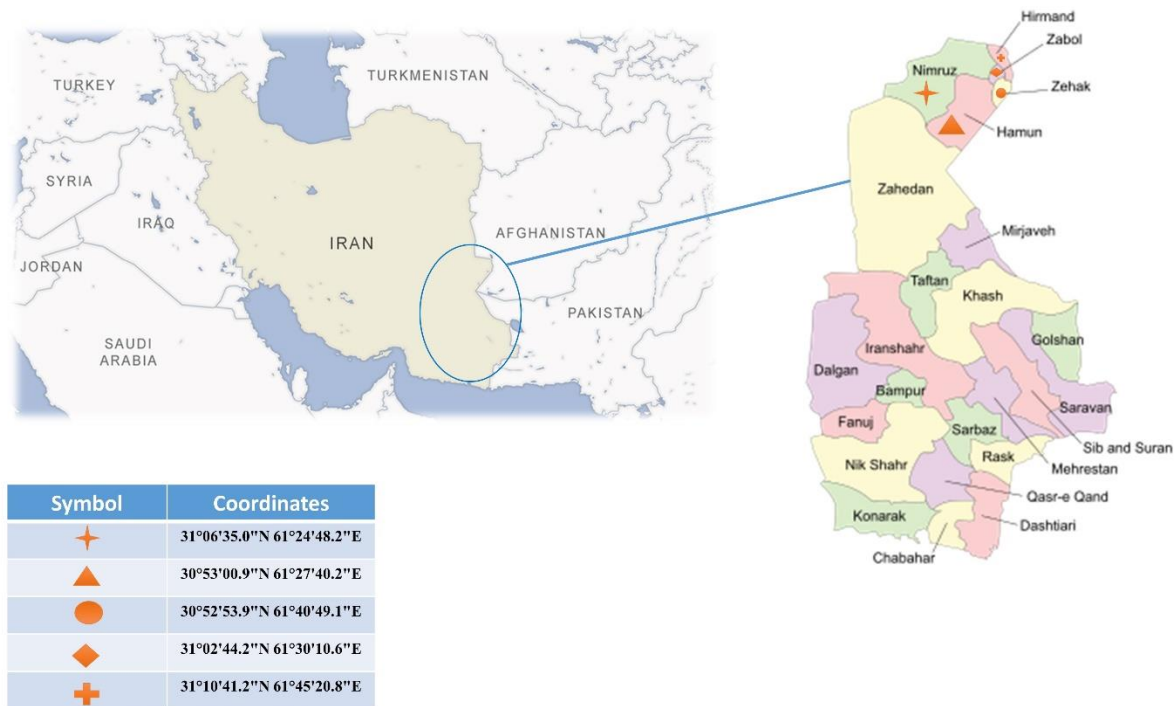 TURKEY
TURKMENISTAN
SYRIA
IRAQ
IRAN
AFGHANISTAN
JORDAN
PAKISTAN
SAUDI
ARABIA
Hirmand
Zabol
Nimruz
Zehak
Hamun
Zahedan
Mirjaveh
Taftan
Khash
Golshan
Iranshahr
Dalgan
Bampur
Saravan
Fanuj
Sarbaz
Sib and Suran
Rask
Mehrestan
Nik Shahr
Qasr-e Qand
Konarak
Dashtiari
Chabahar
Symbol Coordinates
31°06'35.0"N 61°24'48.2"E
30°53'00.9"N 61°27'40.2"E
30°52'53.9"N 61°40'49.1"E
31°02'44.2"N 61°30'10.6"E
31°10'41.2"N 61°45'20.8"E